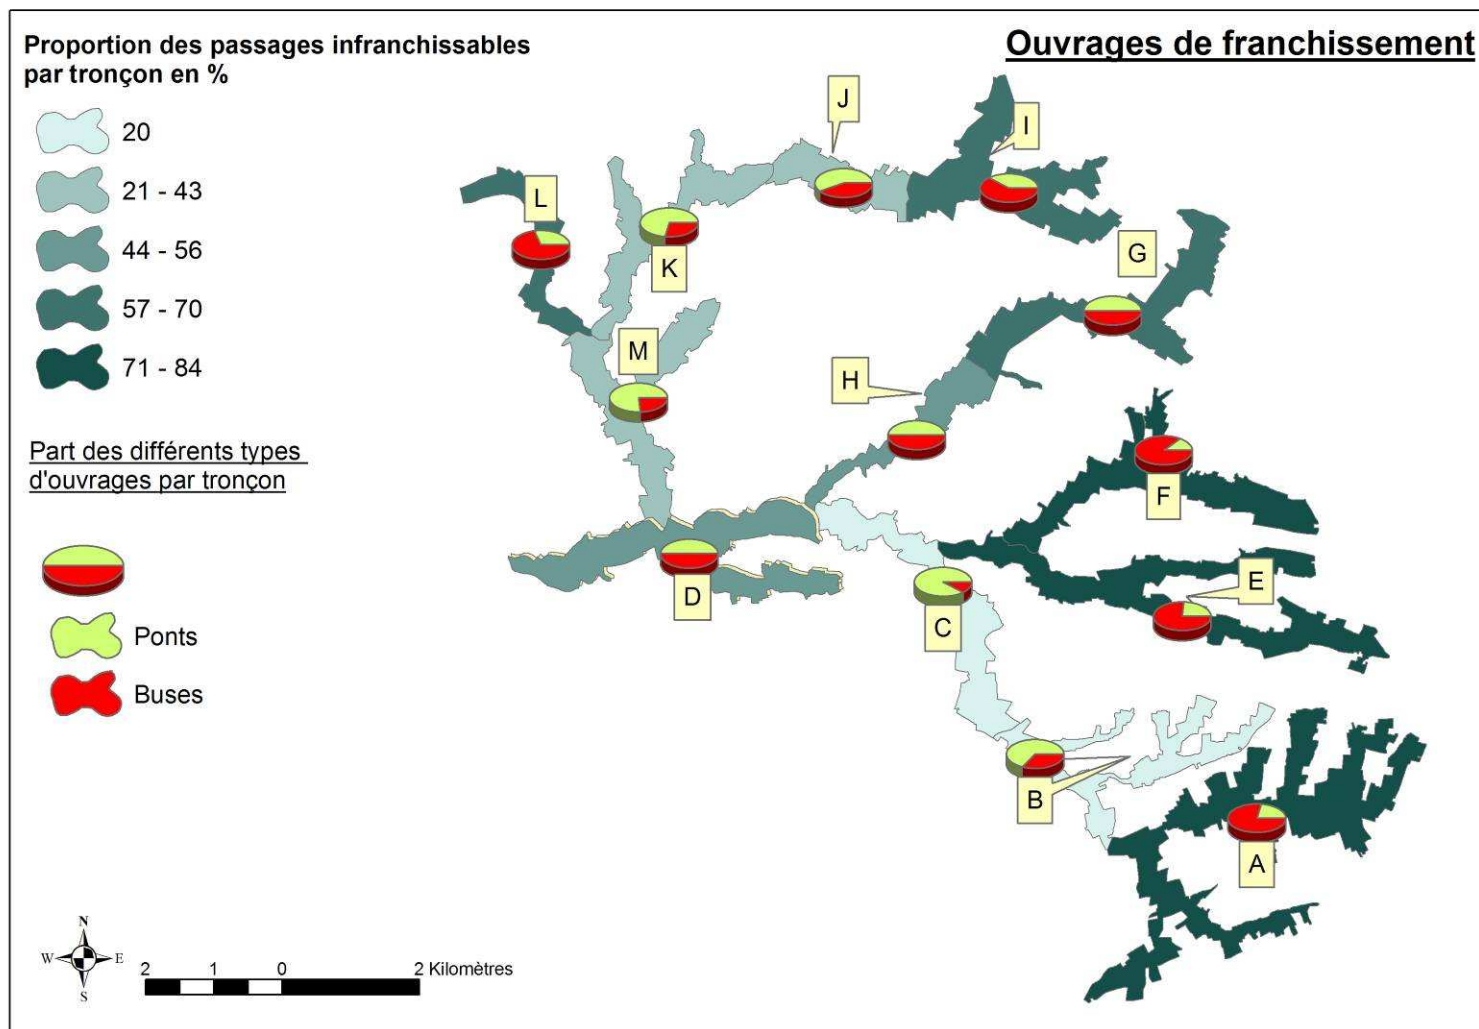 Ouvrages de franchissement
Proportion des passages infranchissables
par tronçon en %
20
21 - 43
44 - 56
57 - 70
71 - 84
Part des différents types
d'ouvrages par tronçon
Ponts
Buses
J
I
L
G
K
M
H
F
E
D
C
B
A
N
W
E
S
2
1
0
2 Kilomètres